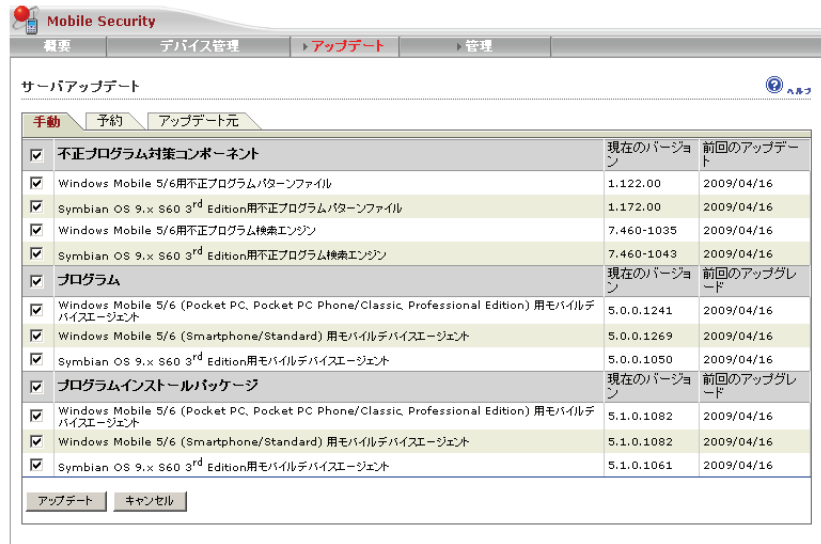 Mobile Security
概要 デバイス管理 アップデート 管理
サーバアップデート ヘルプ
手動 予約 アップデート元
不正プログラム対策コンポーネント 現在のバージョン 前回のアップデート
Windows Mobile 5/6用不正プログラムパターンファイル 1.122.00 2009/04/16
Symbian OS 9.x S60 3rd Edition用不正プログラムパターンファイル 1.172.00 2009/04/16
Windows Mobile 5/6用不正プログラム検索エンジン 7.460-1035 2009/04/16
Symbian OS 9.x S60 3rd Edition用不正プログラム検索エンジン 7.460-1043 2009/04/16
プログラム 現在のバージョン 前回のアップグレード
Windows Mobile 5/6 (Pocket PC、Pocket PC Phone/Classic、Professional Edition) 用モバイルデバイスエージェント 5.0.0.1241 2009/04/16
Windows Mobile 5/6 (Smartphone/Standard) 用モバイルデバイスエージェント 5.0.0.1269 2009/04/16
Symbian OS 9.x S60 3rd Edition用モバイルデバイスエージェント 5.0.0.1050 2009/04/16
プログラムインストールパッケージ 現在のバージョン 前回のアップグレード
Windows Mobile 5/6 (Pocket PC、Pocket PC Phone/Classic、Professional Edition) 用モバイルデバイスエージェント 5.1.0.1082 2009/04/16
Windows Mobile 5/6 (Smartphone/Standard) 用モバイルデバイスエージェント 5.1.0.1082 2009/04/16
Symbian OS 9.x S60 3rd Edition用モバイルデバイスエージェント 5.1.0.1061 2009/04/16
アップデート キャンセル